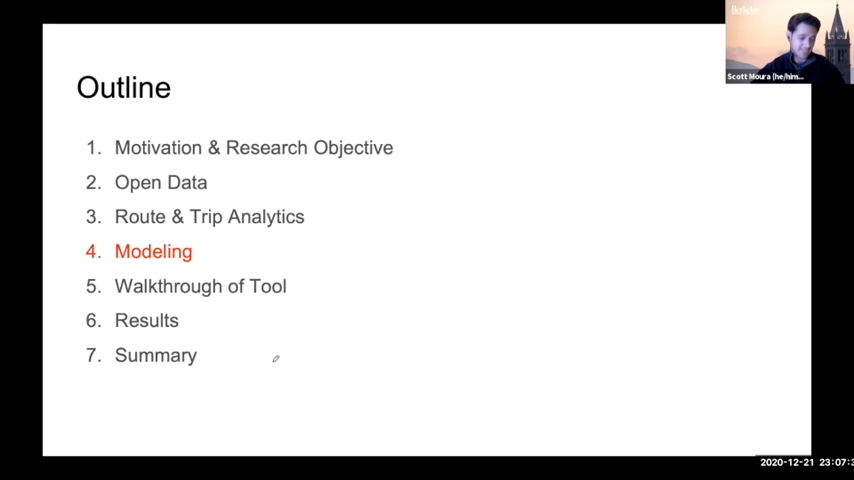 Berkeley
Scott Moura (he/him...
Outline
1. Motivation & Research Objective
2. Open Data
3. Route & Trip Analytics
4. Modeling
5. Walkthrough of Tool
6. Results
7. Summary
2020-12-21 23:07:3